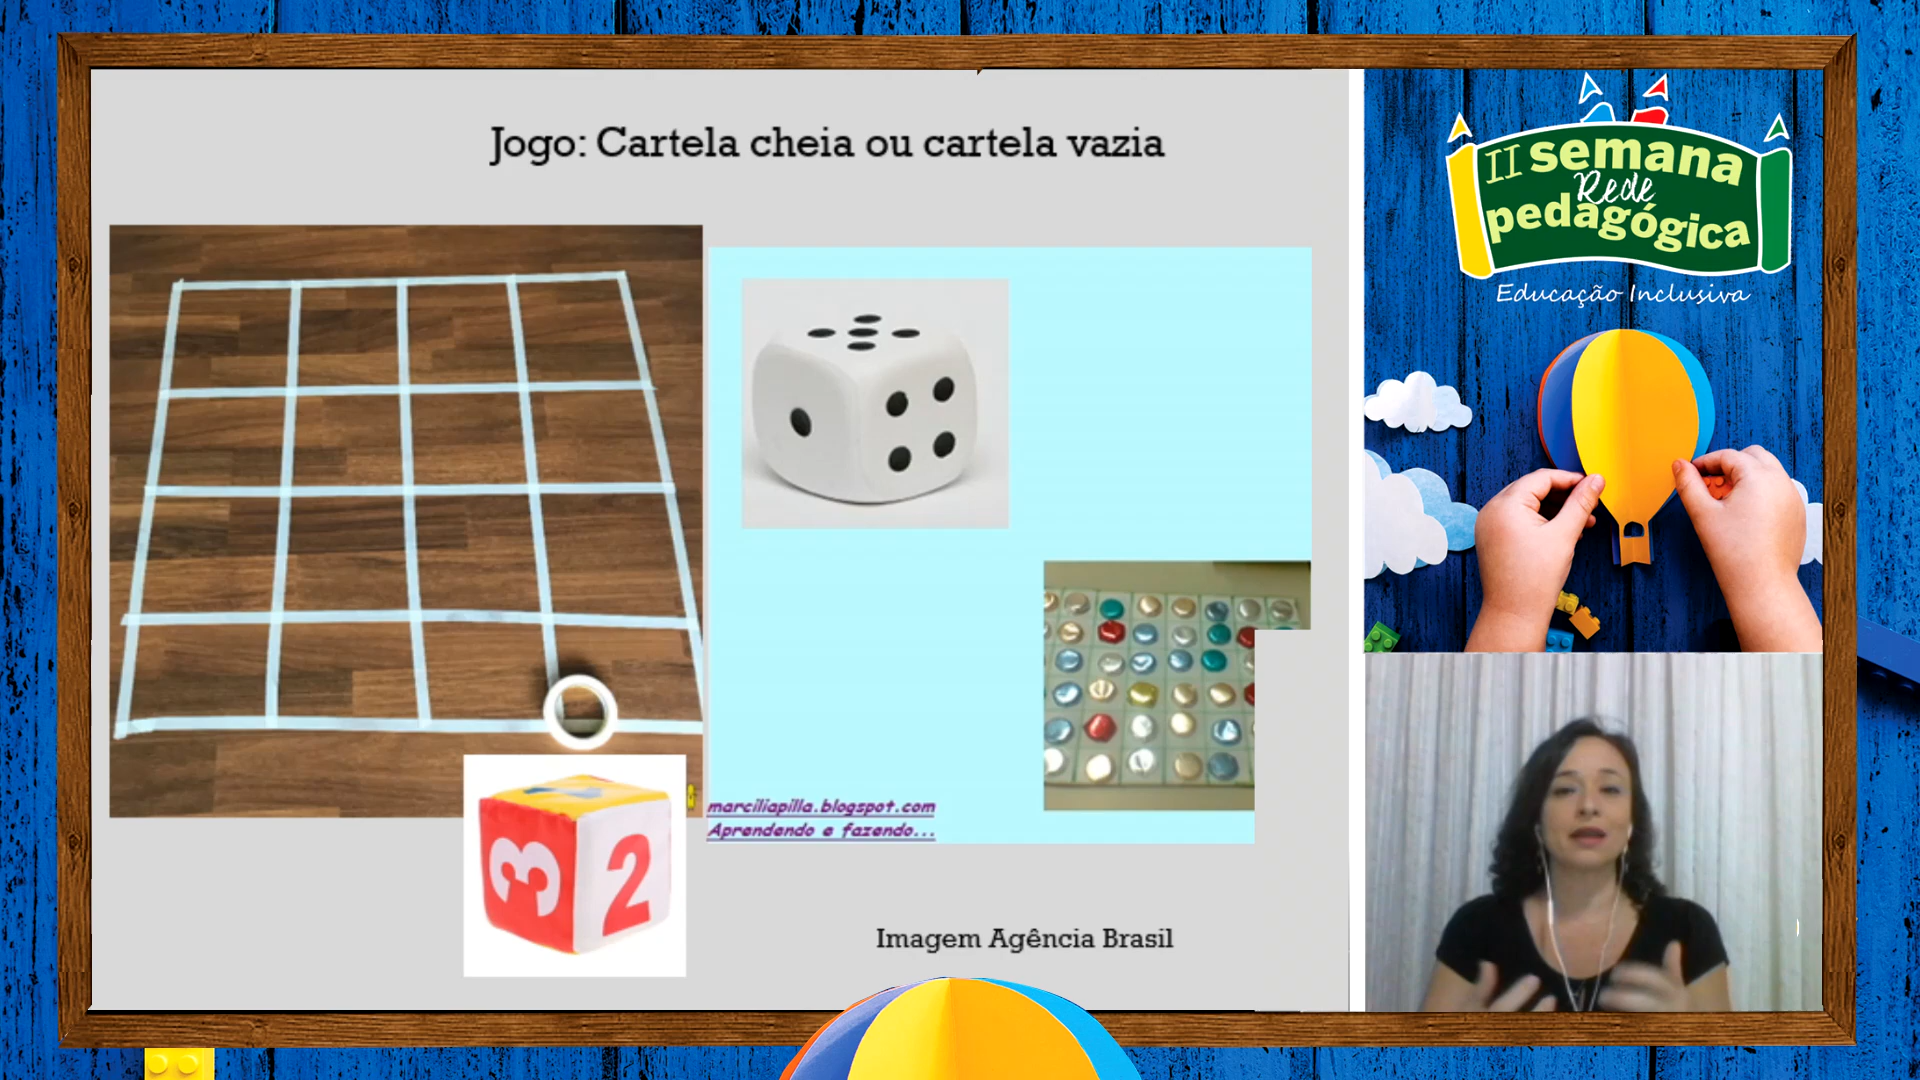 Jogo: Cartela cheia ou cartela vazia
II semana
Rede
pedagógica
Educação Inclusiva
3
2
marciliapilla.blogspot.com
Aprendendo e fazendo...
Imagem Agência Brasil